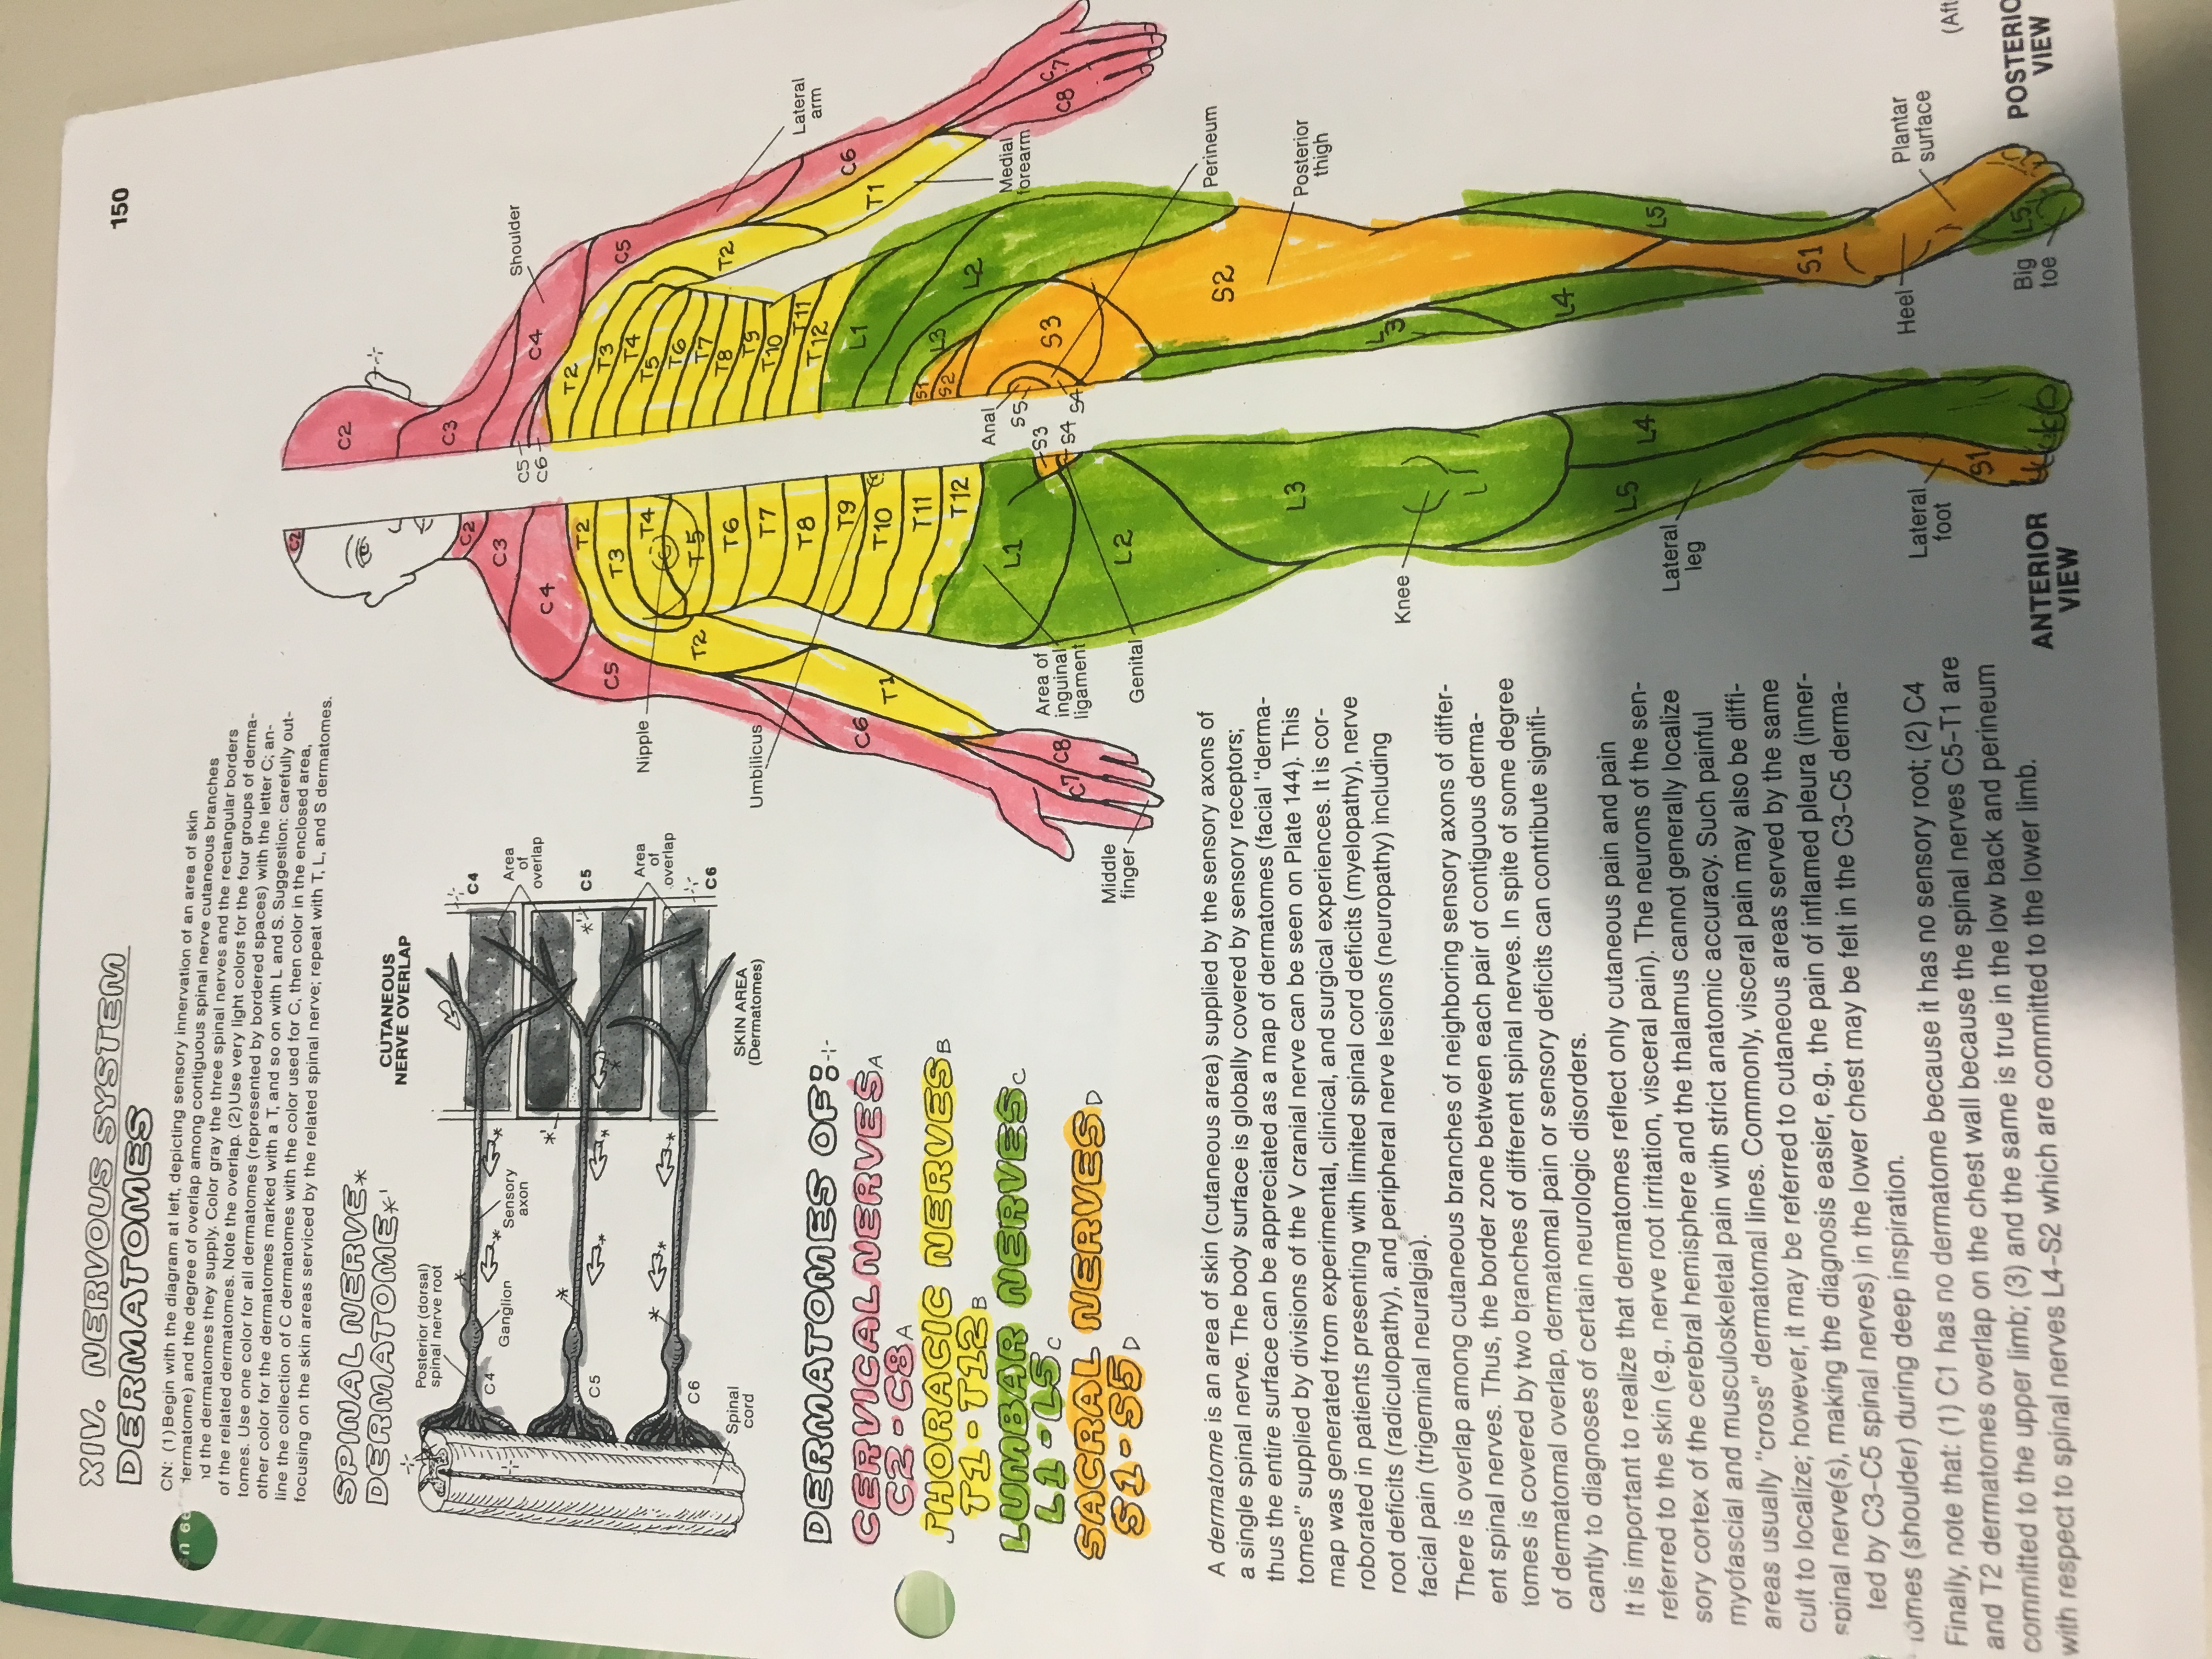 XIV. NERVOUS SYSTEM
DERMATOMES
150
CN: (1) Begin with the diagram at left, depicting sensory innervation of an area of skin
dermatome) and the degree of overlap among contiguous spinal nerve cutaneous branches
nd the dermatomes they supply. Color gray the three spinal nerves and the rectangular borders
of the related dermatomes. Note the overlap. (2) Use very light colors for the four groups of derma-
tomes. Use one color for all dermatomes (represented by bordered spaces) with the letter C; an-
other color for the dermatomes marked with a T, and so on with L and S. Suggestion: carefully out-
line the collection of C dermatomes with the color used for C, then color in the enclosed area,
focusing on the skin areas serviced by the related spinal nerve; repeat with T, L, and S dermatomes.
SPINAL NERVE*
DERMATOME*'
CUTANEOUS
NERVE OVERLAP
Posterior (dorsal)
spinal nerve root
C4
Ganglion
Sensory
axon
C4
Area
of
overlap
C5
C5
Area
of
overlap
C6
C6
Spinal
cord
SKIN AREA
(Dermatomes)
DERMATOMES OF:
CERVICAL NERVES A
C2-C8 A
THORACIC NERVES B
T1-T12 B
LUMBAR NERVES C
L1-L5 C
SACRAL NERVES D
S1-S5 D
A dermatome is an area of skin (cutaneous area) supplied by the sensory axons of
a single spinal nerve. The body surface is globally covered by sensory receptors;
thus the entire surface can be appreciated as a map of dermatomes (facial "derma-
tomes" supplied by divisions of the V cranial nerve can be seen on Plate 144). This
map was generated from experimental, clinical, and surgical experiences. It is cor-
roborated in patients presenting with limited spinal cord deficits (myelopathy), nerve
root deficits (radiculopathy), and peripheral nerve lesions (neuropathy) including
facial pain (trigeminal neuralgia).
There is overlap among cutaneous branches of neighboring sensory axons of differ-
ent spinal nerves. Thus, the border zone between each pair of contiguous derma-
tomes is covered by two branches of different spinal nerves. In spite of some degree
of dermatomal overlap, dermatomal pain or sensory deficits can contribute signifi-
cantly to diagnoses of certain neurologic disorders.
It is important to realize that dermatomes reflect only cutaneous pain and pain
referred to the skin (e.g., nerve root irritation, visceral pain). The neurons of the sen-
sory cortex of the cerebral hemisphere and the thalamus cannot generally localize
myofascial and musculoskeletal pain with strict anatomic accuracy. Such painful
areas usually "cross" dermatomal lines. Commonly, visceral pain may also be diffi-
cult to localize; however, it may be referred to cutaneous areas served by the same
spinal nerve(s), making the diagnosis easier, e.g., the pain of inflamed pleura (inner-
ted by C3-C5 spinal nerves) in the lower chest may be felt in the C3-C5 derma-
tomes (shoulder) during deep inspiration.
Finally, note that: (1) C1 has no dermatome because it has no sensory root; (2) C4
and T2 dermatomes overlap on the chest wall because the spinal nerves C5-T1 are
committed to the upper limb; (3) and the same is true in the low back and perineum
with respect to spinal nerves L4-S2 which are committed to the lower limb.
C2
C2
C3
C4
C5
T2
T3
T4
T5
T6
T7
T8
T9
T10
T11
T12
T2
C6
T1
C7
C8
L1
L2
S3
S4
L3
L5
L4
S1
Nipple
Umbilicus
Area of
inguinal
ligament
Middle
finger
Genital
Knee
Lateral
leg
Lateral
foot
ANTERIOR
VIEW
C2
C3
C5
C6
C4
Shoulder
T2
T3
T4
T5
T6
T7
T8
T9
T10
T11
T12
C5
T2
Lateral
arm
C6
T1
Medial
forearm
C8
C7
L1
L3
L2
S1
S2
Anal
S5
S4
S3
Perineum
S2
Posterior
thigh
L3
L4
L5
S1
Heel
Plantar
surface
L5
Big
toe
(Aft
POSTERIO
VIEW